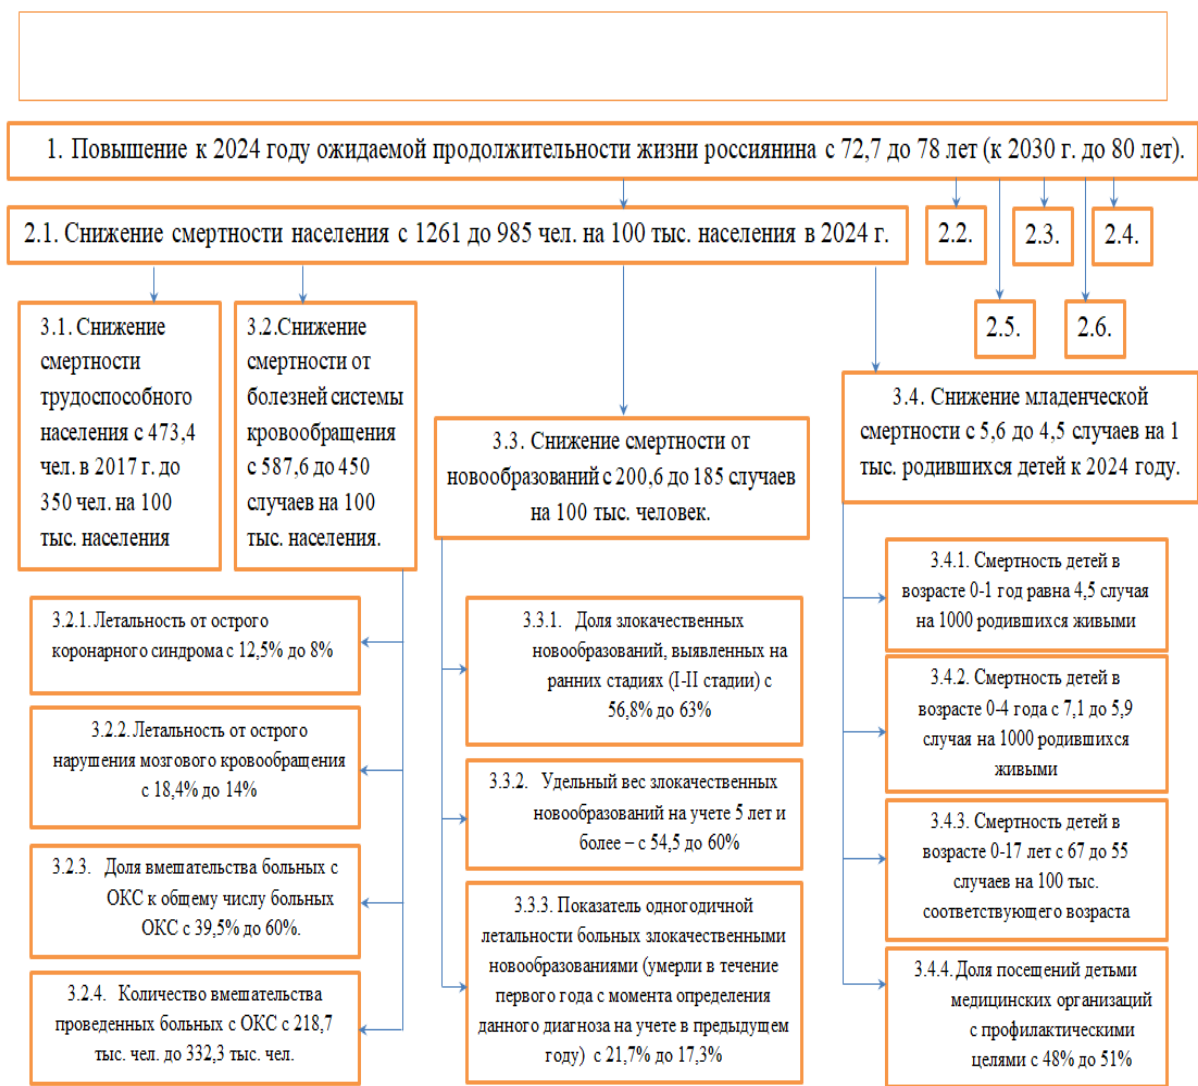 1. Повышение к 2024 году ожидаемой продолжительности жизни россиянина с 72,7 до 78 лет (к 2030 г. до 80 лет).
2.1. Снижение смертности населения с 1261 до 985 чел. на 100 тыс. населения в 2024 г.
2.2.
2.3.
2.4.
2.5.
2.6.
3.1. Снижение
смертности
трудоспособного
населения с 473,4
чел. в 2017 г. до
350 чел. на 100
тыс. населения
3.2.Снижение
смертности от
болезней системы
кровообращения
с 587,6 до 450
случаев на 100
тыс. населения.
3.3. Снижение смертности от
новообразований с 200,6 до 185 случаев
на 100 тыс. человек.
3.4. Снижение младенческой
смертности с 5,6 до 4,5 случаев на 1
тыс. родившихся детей к 2024 году.
3.2.1. Летальность от острого
коронарного синдрома с 12,5% до 8%
3.2.2. Летальность от острого
нарушения мозгового кровообращения
с 18,4% до 14%
3.2.3. Доля вмешательства больных с
ОКС к общему числу больных
ОКС с 39,5% до 60%.
3.2.4. Количество вмешательства
проведенных больных с ОКС с 218,7
тыс. чел. до 332,3 тыс. чел.
3.3.1. Доля злокачественных
новообразований, выявленных на
ранних стадиях (I-II стадии) с
56,8% до 63%
3.3.2. Удельный вес злокачественных
новообразований на учете 5 лет и
более – с 54,5 до 60%
3.3.3. Показатель одногодичной
летальности больных злокачественными
новообразованиями (умерли в течение
первого года с момента определения
данного диагноза на учете в предыдущем
году) с 21,7% до 17,3%
3.4.1. Смертность детей в
возрасте 0-1 год равна 4,5 случая
на 1000 родившихся живыми
3.4.2. Смертность детей в
возрасте 0-4 года с 7,1 до 5,9
случая на 1000 родившихся
живыми
3.4.3. Смертность детей в
возрасте 0-17 лет с 67 до 55
случаев на 100 тыс.
соответствующего возраста
3.4.4. Доля посещений детьми
медицинских организаций
с профилактическими
целями с 48% до 51%